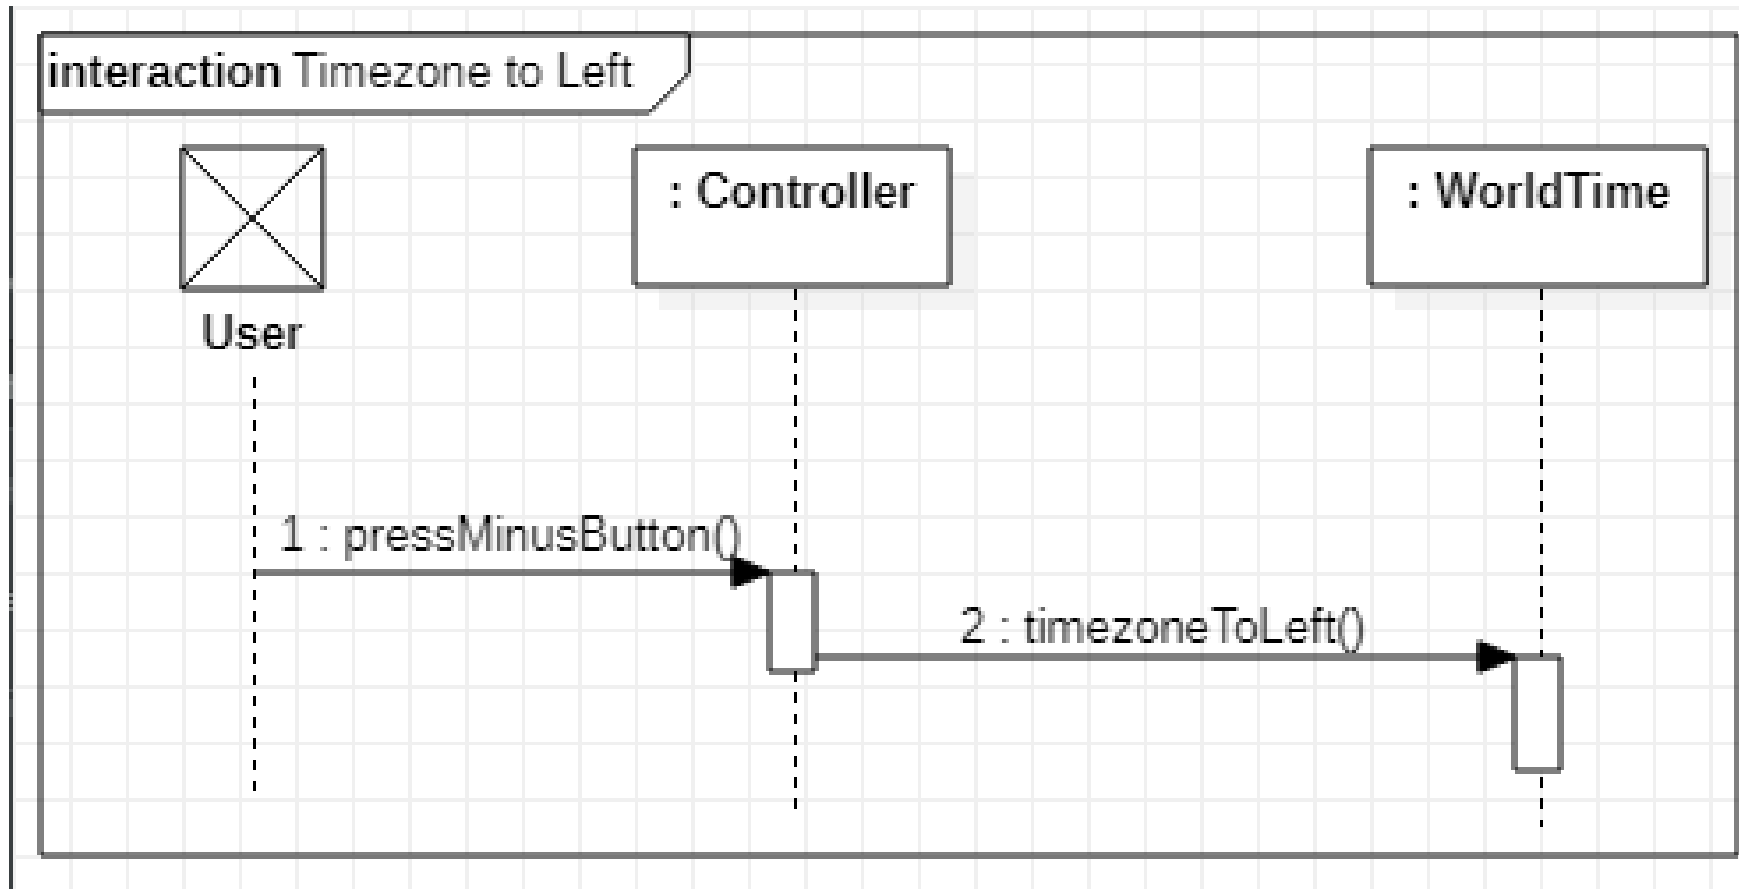 interaction Timezone to Left
: Controller
: WorldTime
User
1 : pressMinusButton()
2 : timezoneToLeft()